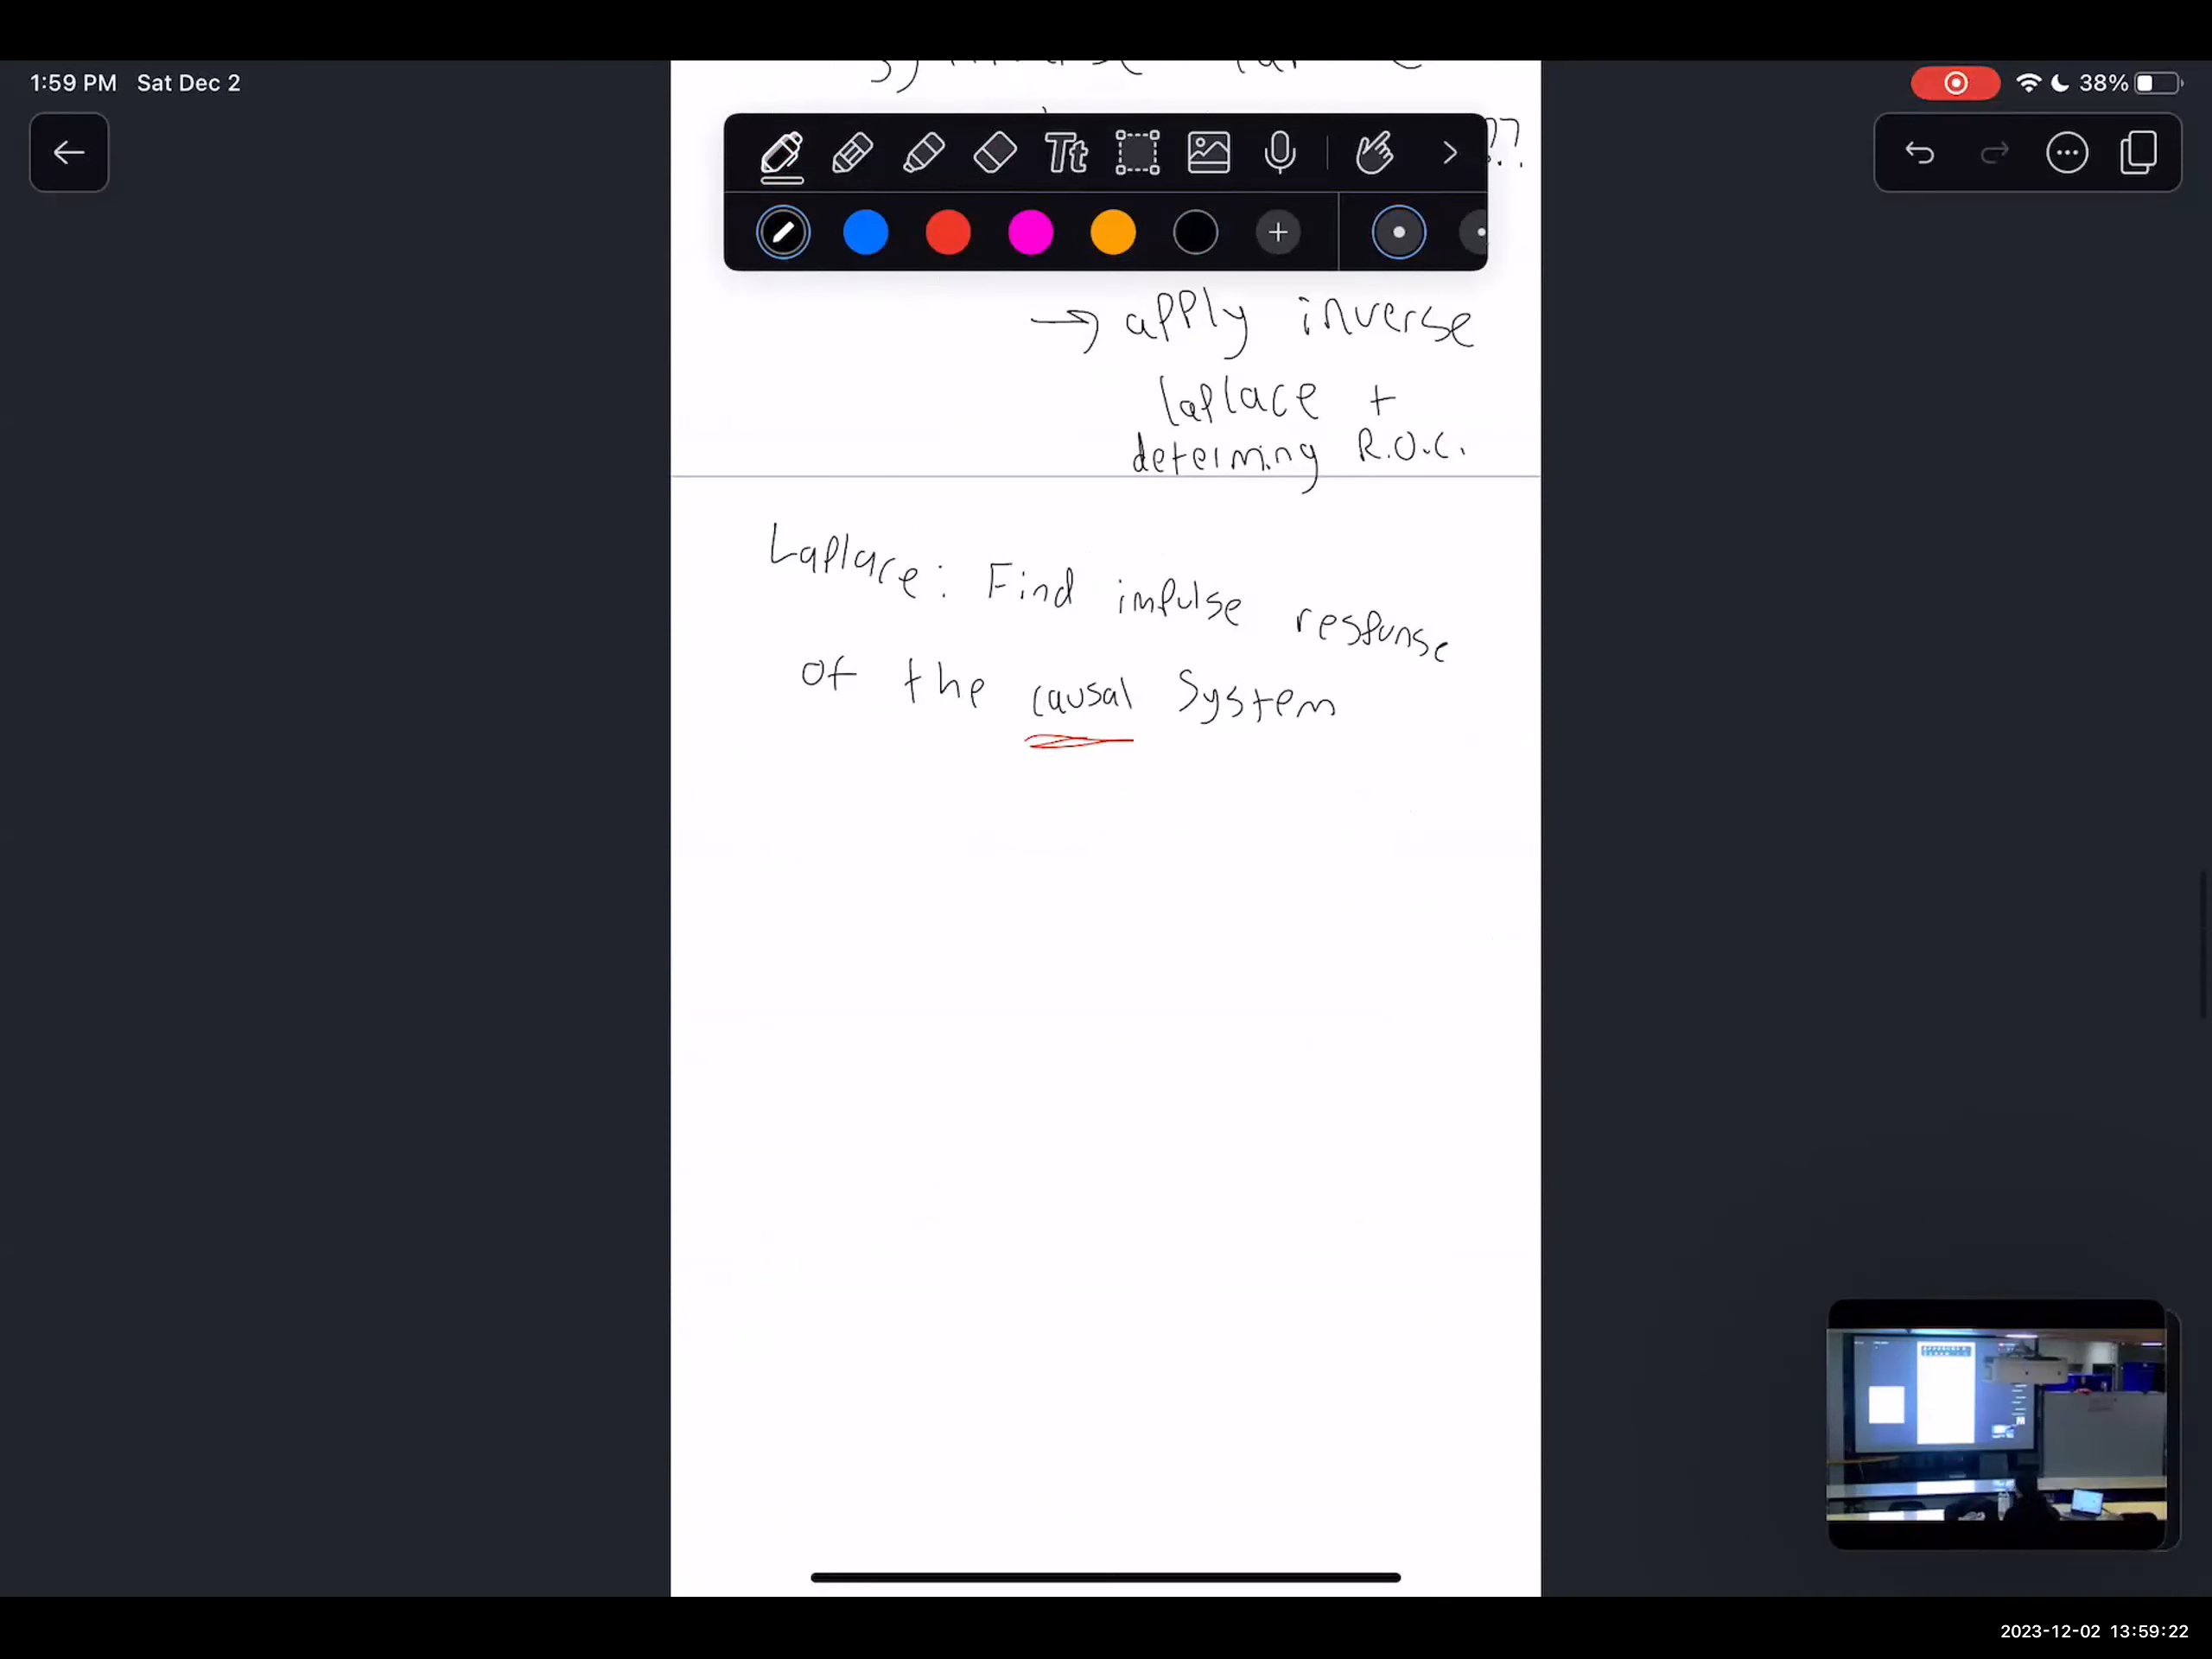 1:59 PM Sat Dec 2
38%
??.
Tt
→ apply inverse
laplace +
determing R.O.C.
Laplace: Find impulse response
of the causal system
2023-12-02 13:59:22